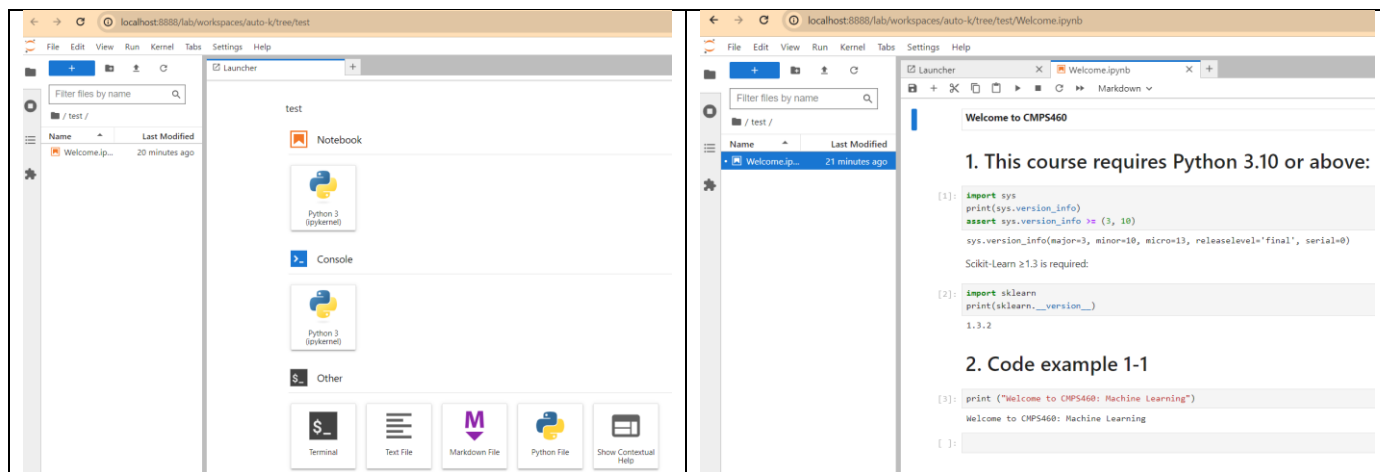 localhost:8888/lab/workspaces/auto-k/tree/test
File Edit View Run Kernel Tabs Settings Help
Launcher
Filter files by name
/ test /
Name Last Modified
Welcome.ip... 20 minutes ago
test
Notebook
Python 3
(ipykernel)
Console
Python 3
(ipykernel)
$_ Other
$_
Terminal
Text File
M
Markdown File
Python File
Show Contextual
Help
localhost:8888/lab/workspaces/auto-k/tree/test/Welcome.ipynb
File Edit View Run Kernel Tabs Settings Help
Launcher Welcome.ipynb
Markdown
Filter files by name
/ test /
Name Last Modified
Welcome.ip... 21 minutes ago
Welcome to CMPS460
1. This course requires Python 3.10 or above:
[1]: import sys
print(sys.version_info)
assert sys.version_info >= (3, 10)
sys.version_info(major=3, minor=10, micro=13, releaselevel='final', serial=0)
Scikit-Learn ≥1.3 is required:
[2]: import sklearn
print(sklearn.__version__)
1.3.2
2. Code example 1-1
[3]: print ("Welcome to CMPS460: Machine Learning")
Welcome to CMPS460: Machine Learning
[ ]: